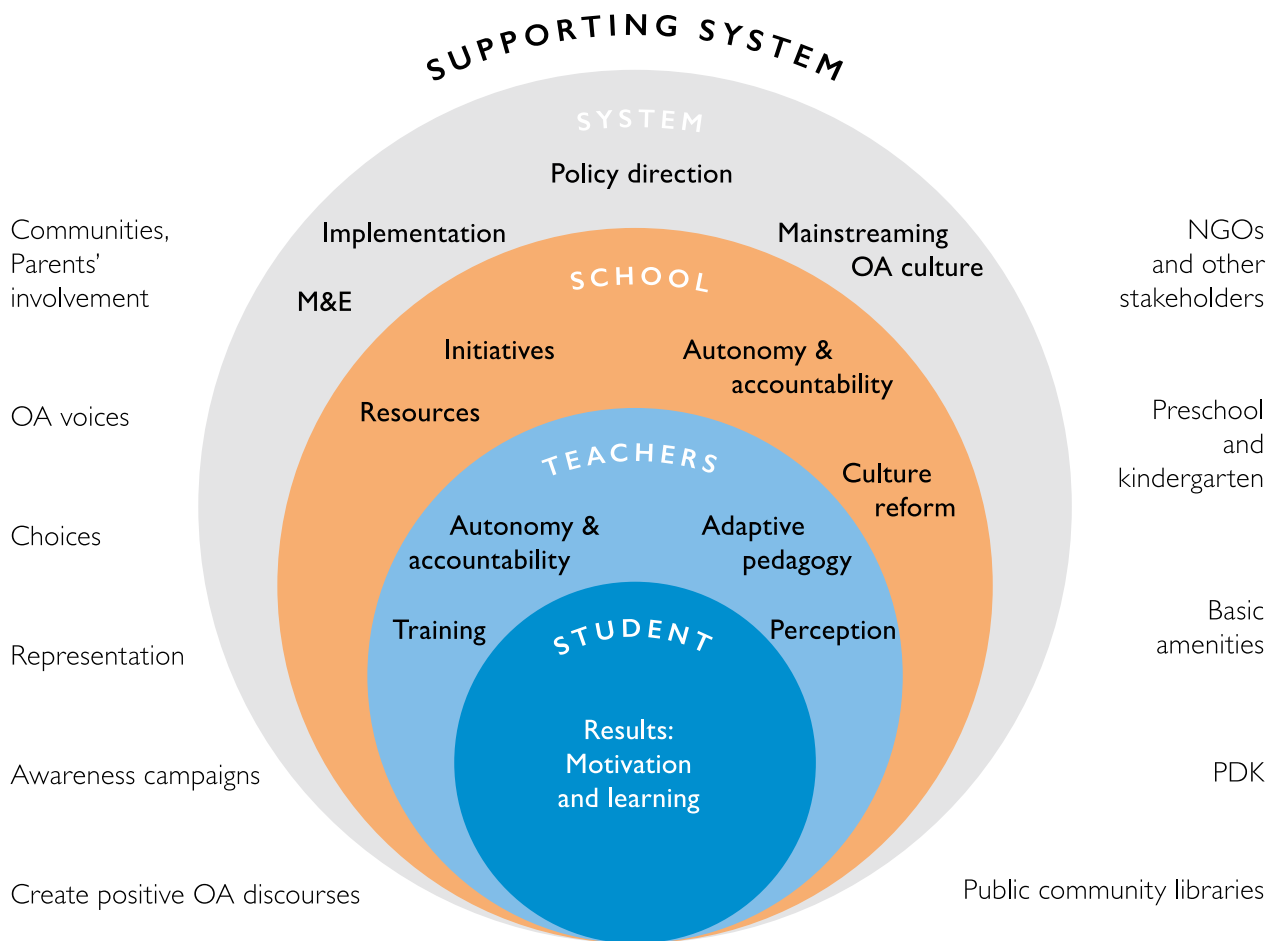 SUPPORTING SYSTEM
SYSTEM
Policy direction
Implementation
Mainstreaming
OA culture
M&E
SCHOOL
Initiatives
Autonomy &
accountability
Resources
Culture
reform
TEACHERS
Autonomy &
accountability
Adaptive
pedagogy
Training
Perception
STUDENT
Results:
Motivation
and learning
Communities,
Parents’
involvement
OA voices
Choices
Representation
Awareness campaigns
Create positive OA discourses
NGOs
and other
stakeholders
Preschool
and
kindergarten
Basic
amenities
PDK
Public community libraries